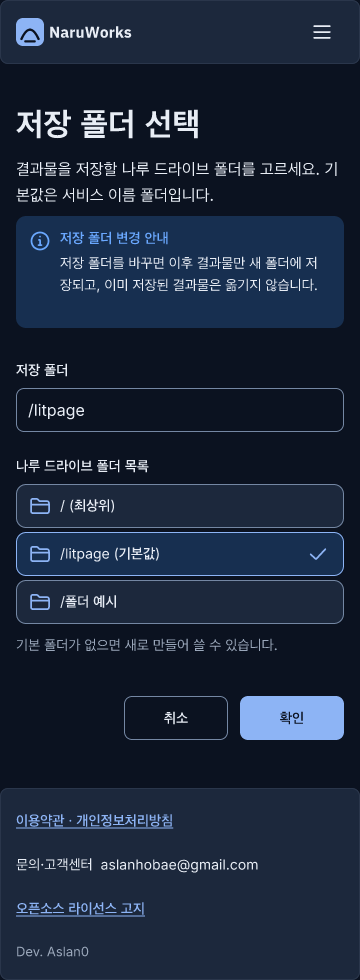 NaruWorks
저장 폴더 선택
결과물을 저장할 나루 드라이브 폴더를 고르세요. 기
본값은 서비스 이름 폴더입니다.
저장 폴더 변경 안내
저장 폴더를 바꾸면 이후 결과물만 새 폴더에 저
장되고, 이미 저장된 결과물은 옮기지 않습니다.
저장 폴더
/litpage
나루 드라이브 폴더 목록
/ (최상위)
/litpage (기본값)
/폴더 예시
기본 폴더가 없으면 새로 만들어 쓸 수 있습니다.
취소
확인
이용약관 · 개인정보처리방침
문의·고객센터 aslanhobae@gmail.com
오픈소스 라이선스 고지
Dev. Aslan0